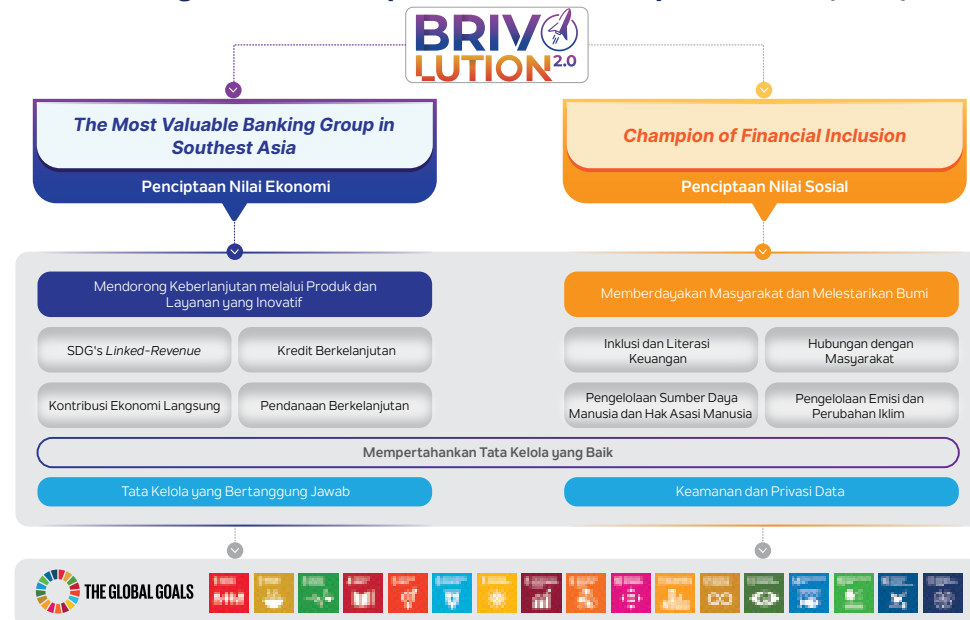 BRIVO
LUTION 2.0
The Most Valuable Banking Group in
Southest Asia
Penciptaan Nilai Ekonomi
Champion of Financial Inclusion
Penciptaan Nilai Sosial
Mendorong Keberlanjutan melalui Produk dan
Layanan yang Inovatif
SDG's Linked-Revenue
Kredit Berkelanjutan
Kontribusi Ekonomi Langsung
Pendanaan Berkelanjutan
Memberdayakan Masyarakat dan Melestarikan Bumi
Inklusi dan Literasi
Keuangan
Hubungan dengan
Masyarakat
Pengelolaan Sumber Daya
Manusia dan Hak Asasi Manusia
Pengelolaan Emisi dan
Perubahan Iklim
Mempertahankan Tata Kelola yang Baik
Tata Kelola yang Bertanggung Jawab
Keamanan dan Privasi Data
THE GLOBAL GOALS